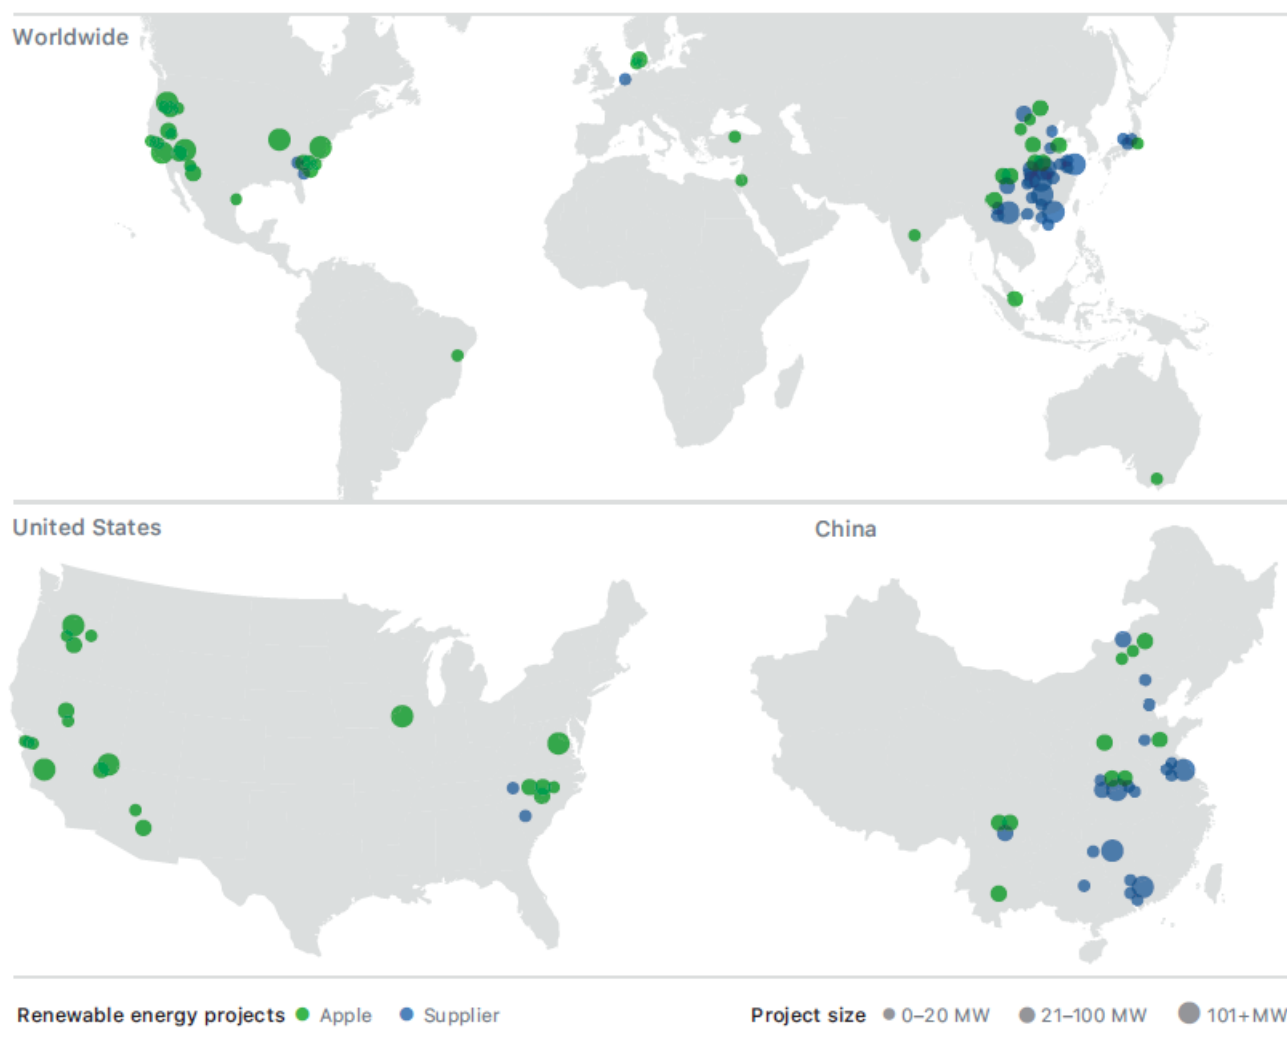 Worldwide
United States
China
Renewable energy projects Apple Supplier
Project size 0–20 MW 21–100 MW 101+MW